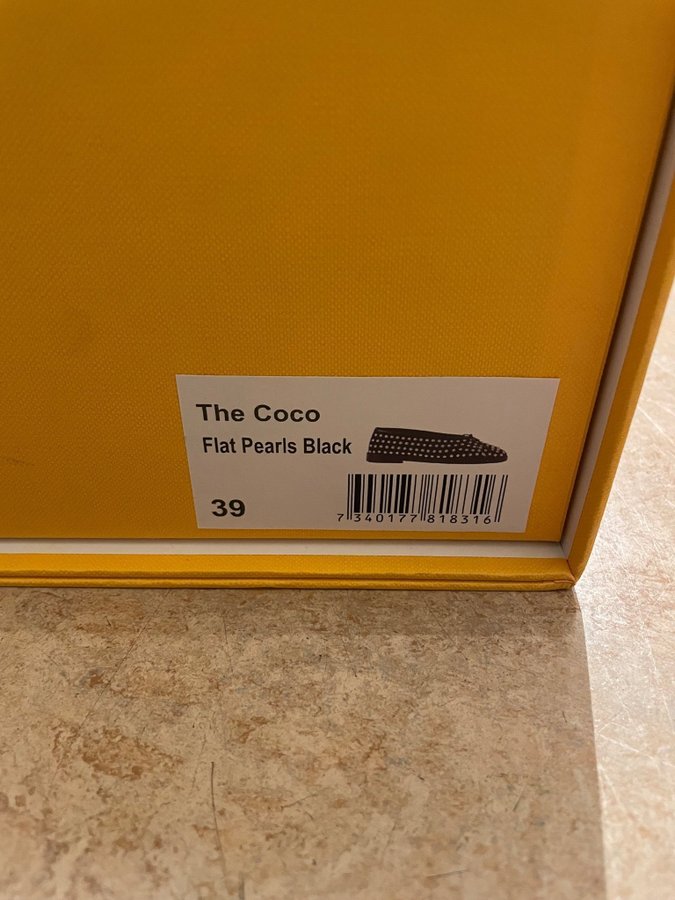 The Coco
Flat Pearls Black
39
7 340177 818316